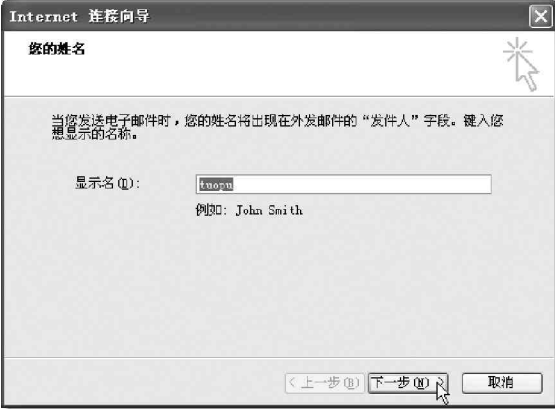 Internet 连接向导
您的姓名
当您发送电子邮件时，您的姓名将出现在外发邮件的“发件人”字段。键入您
想显示的名称。
显示名(D):
tuopu
例如: John Smith
<上一步(B)
下一步(N) >
取消